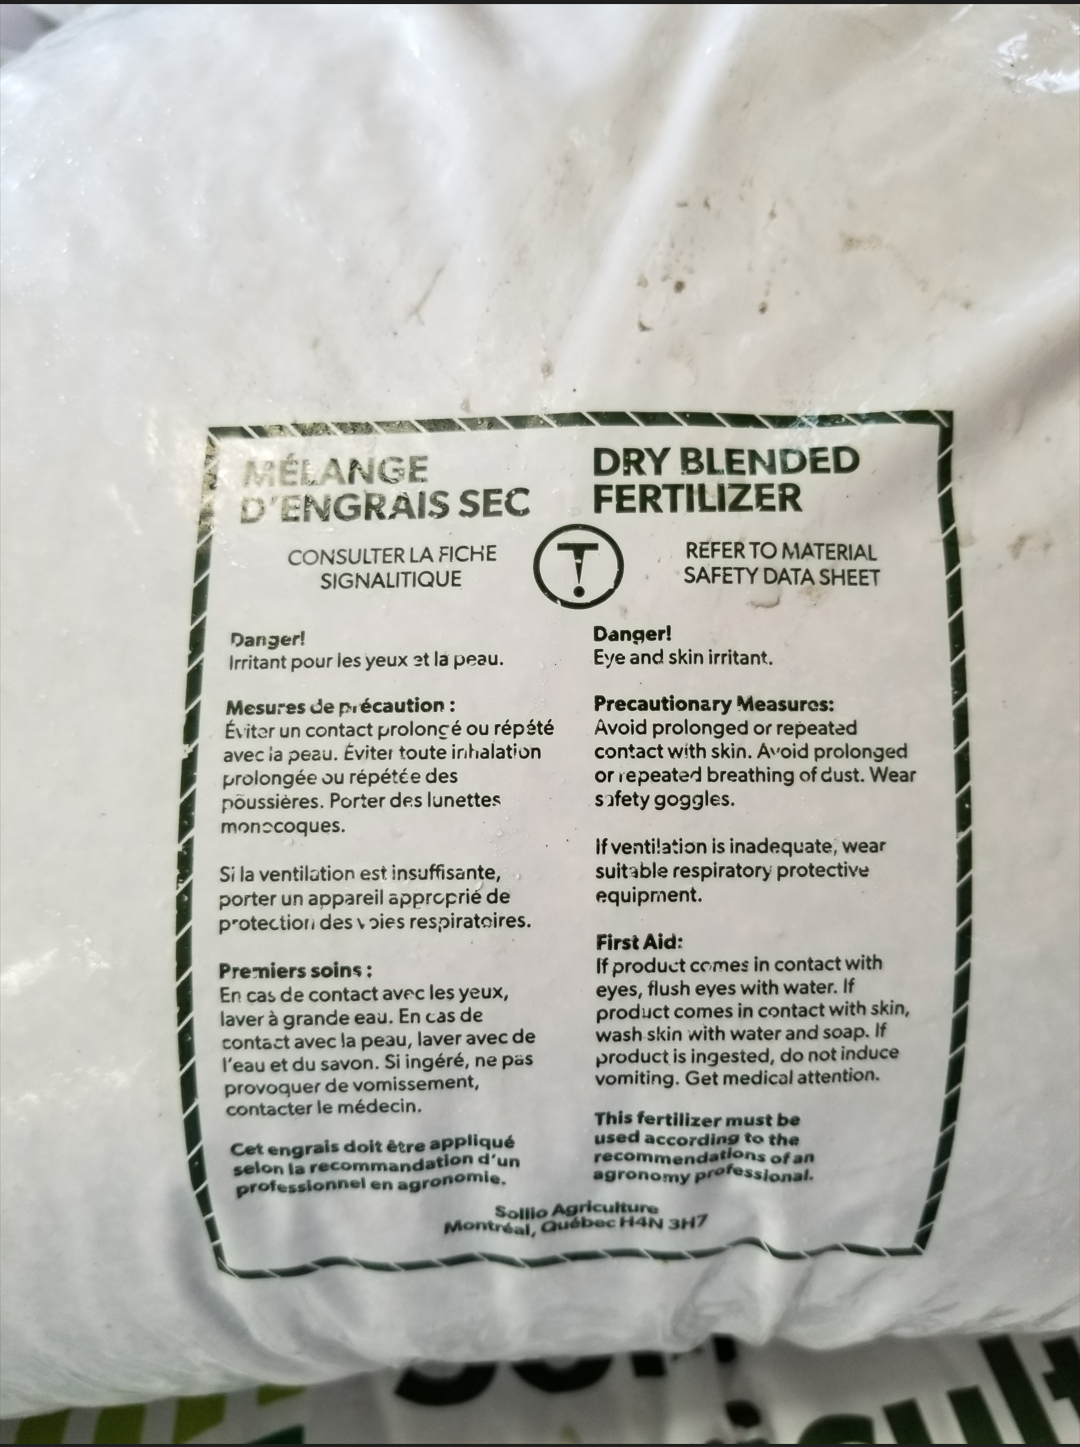 MÉLANGE
D'ENGRAIS SEC
CONSULTER LA FICHE
SIGNALITIQUE
Danger!
Irritant pour les yeux et la peau.
Mesures de précaution :
Éviter un contact prolongé ou répété
avec la peau. Éviter toute inhalation
prolongée ou répétée des
poussières. Porter des lunettes
monocoques.
Si la ventilation est insuffisante,
porter un appareil approprié de
protection des voies respiratoires.
Premiers soins :
En cas de contact avec les yeux,
laver à grande eau. En cas de
contact avec la peau, laver avec de
l'eau et du savon. Si ingéré, ne pas
provoquer de vomissement,
contacter le médecin.
Cet engrais doit être appliqué
selon la recommandation d'un
professionnel en agronomie.
DRY BLENDED
FERTILIZER
REFER TO MATERIAL
SAFETY DATA SHEET
Danger!
Eye and skin irritant.
Precautionary Measures:
Avoid prolonged or repeated
contact with skin. Avoid prolonged
or repeated breathing of dust. Wear
safety goggles.
If ventilation is inadequate, wear
suitable respiratory protective
equipment.
First Aid:
If product comes in contact with
eyes, flush eyes with water. If
product comes in contact with skin,
wash skin with water and soap. If
product is ingested, do not induce
vomiting. Get medical attention.
This fertilizer must be
used according to the
recommendations of an
agronomy professional.
Sollio Agriculture
Montréal, Québec H4N 3H7